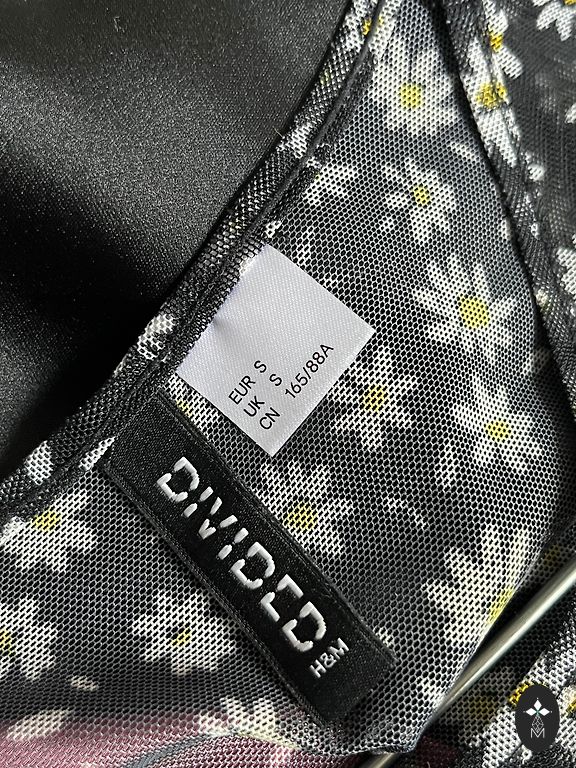 EUR S
UK S
CN 165/88A
DIVIDED
H&M
M